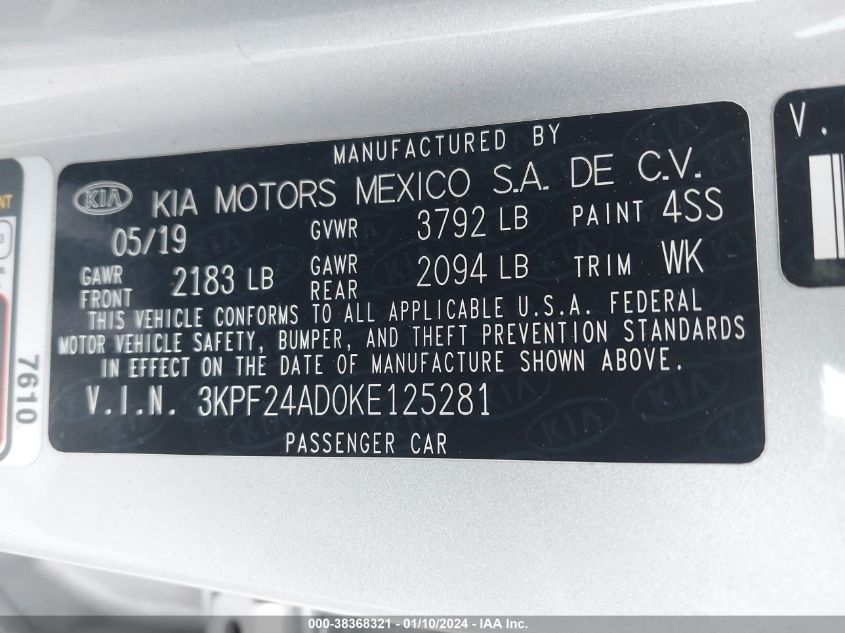 MANUFACTURED BY
KIA KIA MOTORS MEXICO S.A. DE C.V.
05/19 GVWR 3792 LB PAINT 4SS
GAWR FRONT 2183 LB GAWR REAR 2094 LB TRIM WK
THIS VEHICLE CONFORMS TO ALL APPLICABLE U.S.A. FEDERAL
MOTOR VEHICLE SAFETY, BUMPER, AND THEFT PREVENTION STANDARDS
IN EFFECT ON THE DATE OF MANUFACTURE SHOWN ABOVE.
V.I.N. 3KPF24AD0KE125281
PASSENGER CAR
7610
V.
000-38368321 - 01/10/2024 - IAA Inc.